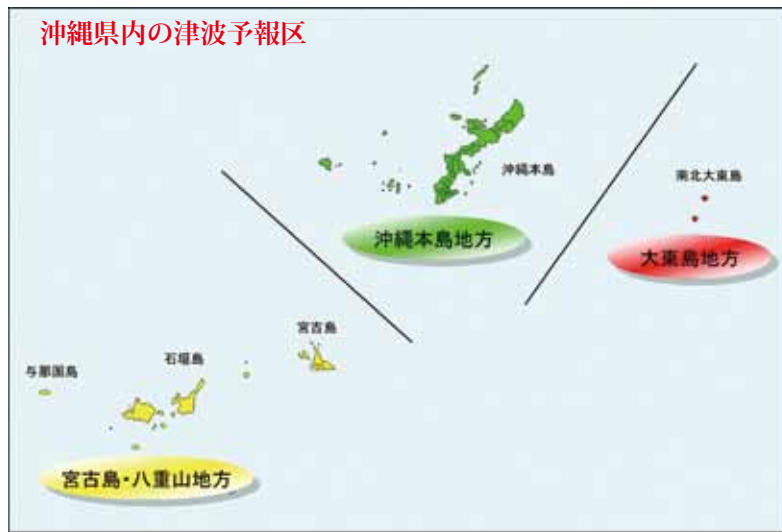 沖縄県内の津波予報区
沖縄本島
南北大東島
沖縄本島地方
大東島地方
宮古島
石垣島
与那国島
宮古島・八重山地方